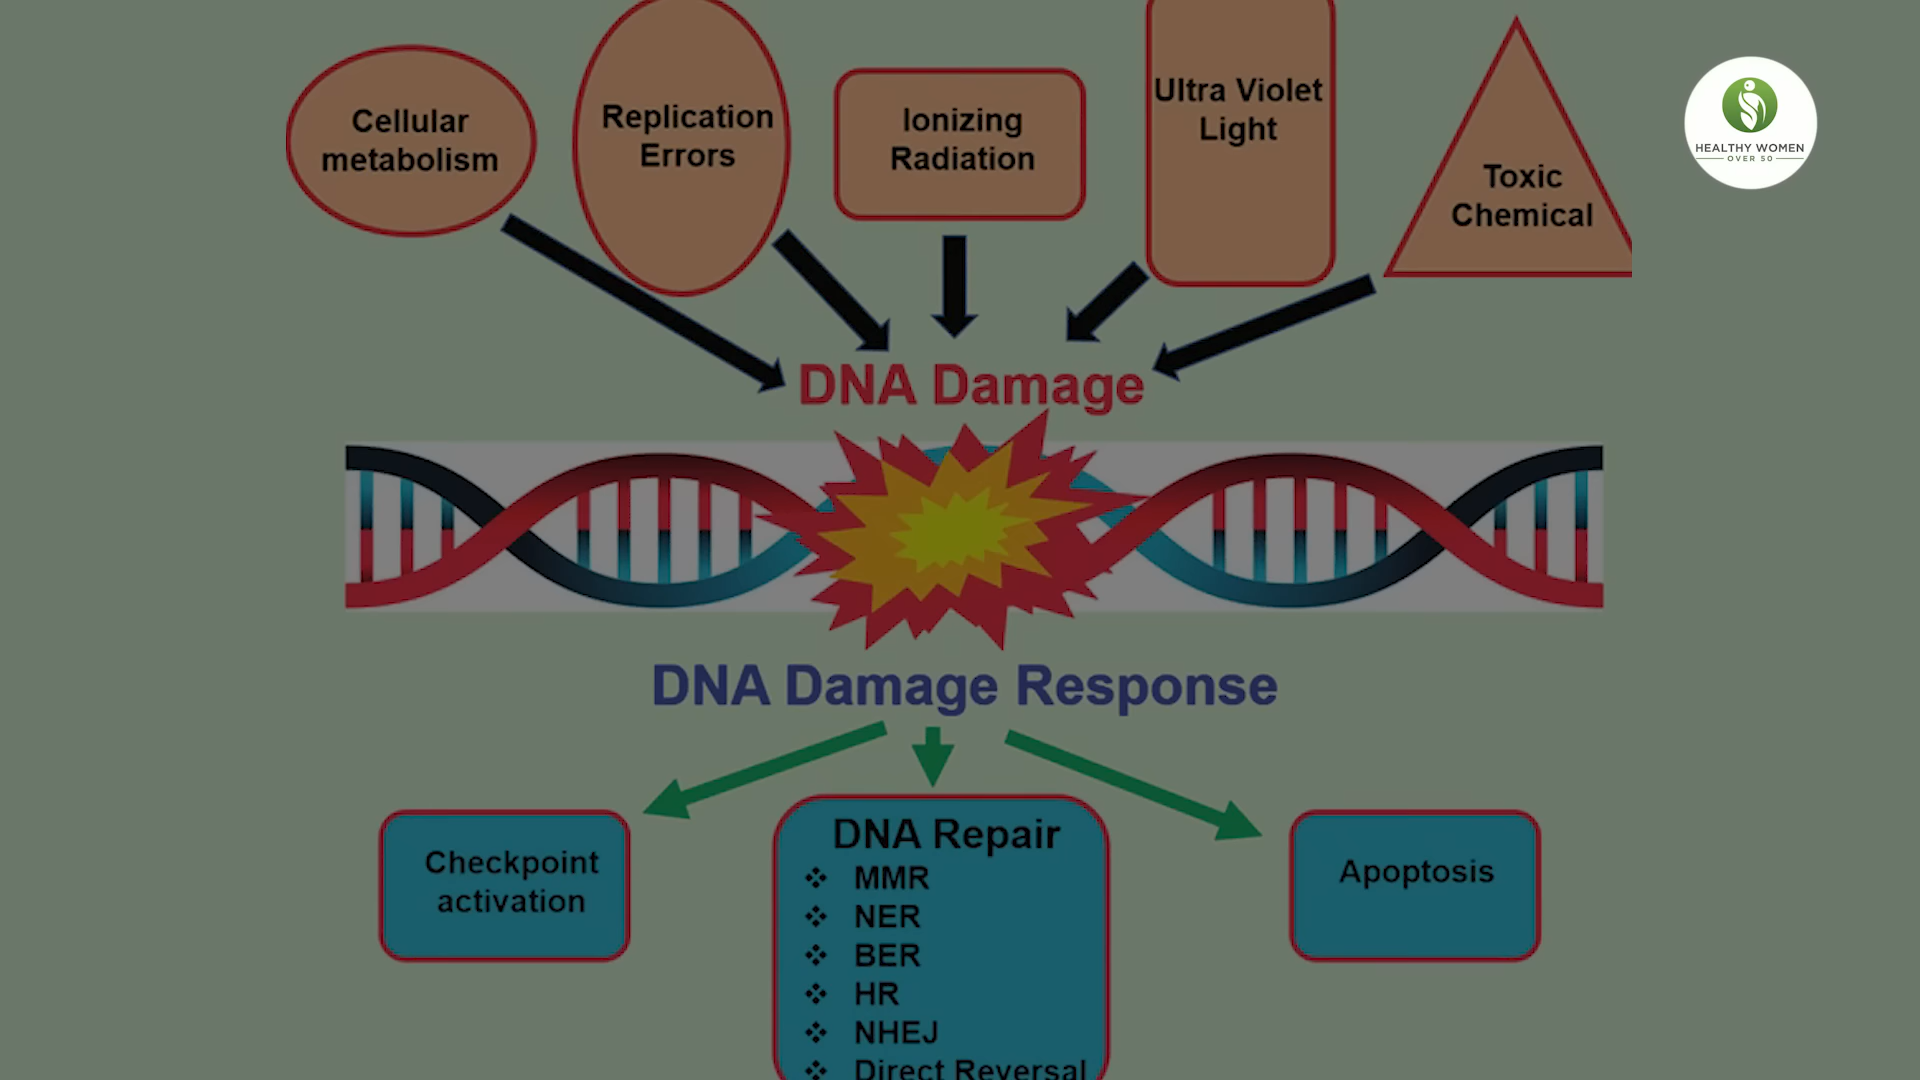 Cellular
metabolism
Replication
Errors
Ionizing
Radiation
Ultra Violet
Light
Toxic
Chemical
HEALTHY WOMEN
OVER 50
DNA Damage
DNA Damage Response
Checkpoint
activation
DNA Repair
❖ MMR
❖ NER
❖ BER
❖ HR
❖ NHEJ
❖ Direct Reversal
Apoptosis